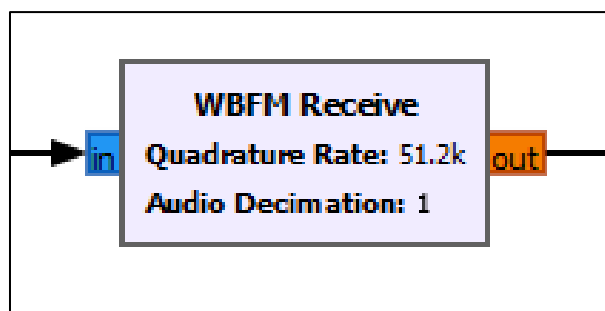 WBFM Receive
in
Quadrature Rate: 51.2k
out
Audio Decimation: 1